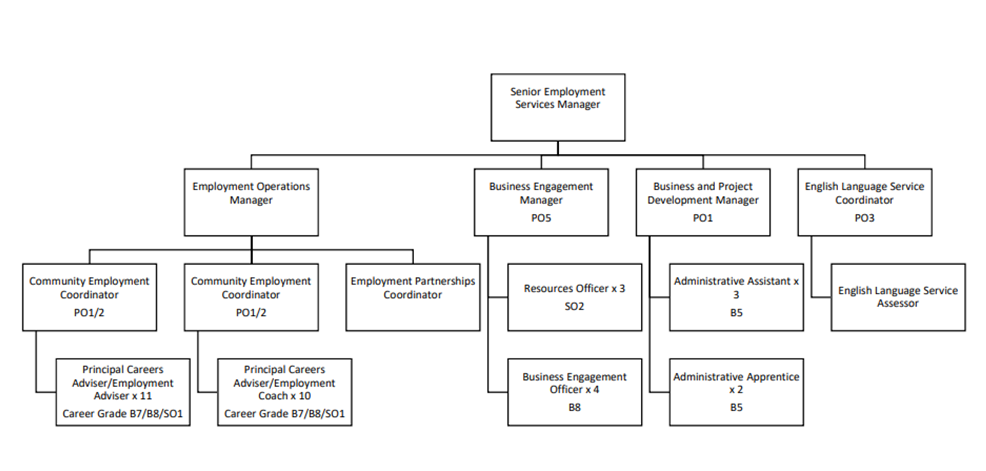 Senior Employment
Services Manager
Employment Operations
Manager
Business Engagement
Manager
PO5
Business and Project
Development Manager
PO1
English Language Service
Coordinator
PO3
Community Employment
Coordinator
PO1/2
Community Employment
Coordinator
PO1/2
Employment Partnerships
Coordinator
Resources Officer x 3
SO2
Administrative Assistant x
3
B5
English Language Service
Assessor
Principal Careers
Adviser/Employment
Adviser x 11
Career Grade B7/B8/SO1
Principal Careers
Adviser/Employment
Coach x 10
Career Grade B7/B8/SO1
Business Engagement
Officer x 4
B8
Administrative Apprentice
x 2
B5